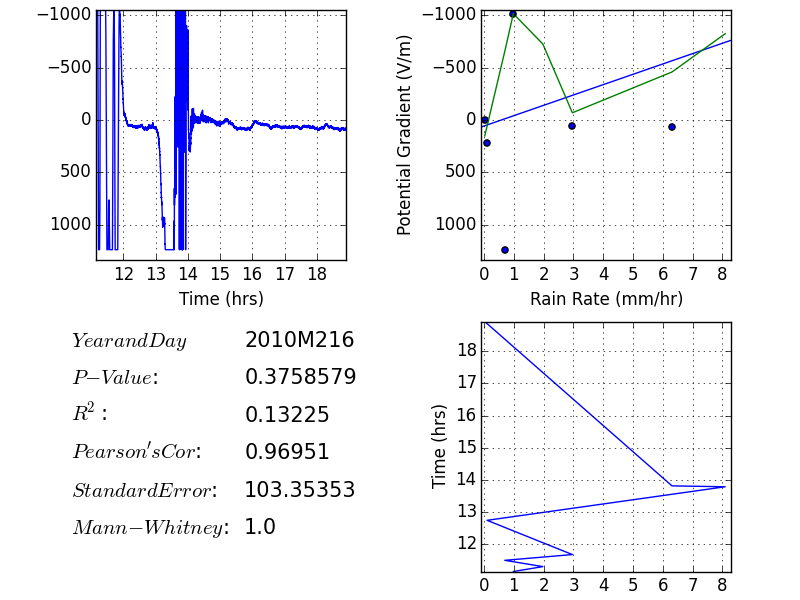 −1000
−500
0
500
1000
12 13 14 15 16 17 18
Time (hrs)
Potential Gradient (V/m)
−1000
−500
0
500
1000
0 1 2 3 4 5 6 7 8
Rain Rate (mm/hr)
YearandDay 2010M216
P−Value: 0.3758579
R²: 0.13225
Pearson'sCor: 0.96951
StandardError: 103.35353
Mann−Whitney: 1.0
Time (hrs)
18
17
16
15
14
13
12
0 1 2 3 4 5 6 7 8